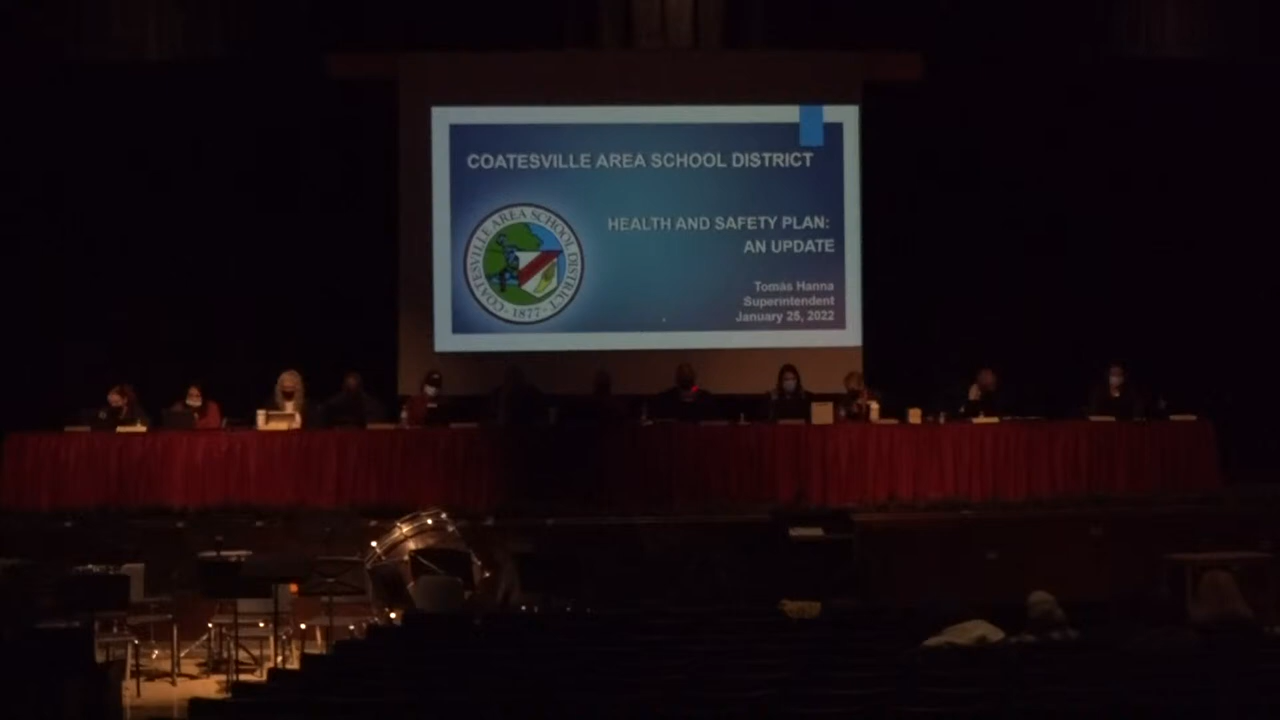 COATESVILLE AREA SCHOOL DISTRICT
HEALTH AND SAFETY PLAN:
AN UPDATE
COATESVILLE AREA SCHOOL DISTRICT
· 1877 ·
Tomás Hanna
Superintendent
January 25, 2022